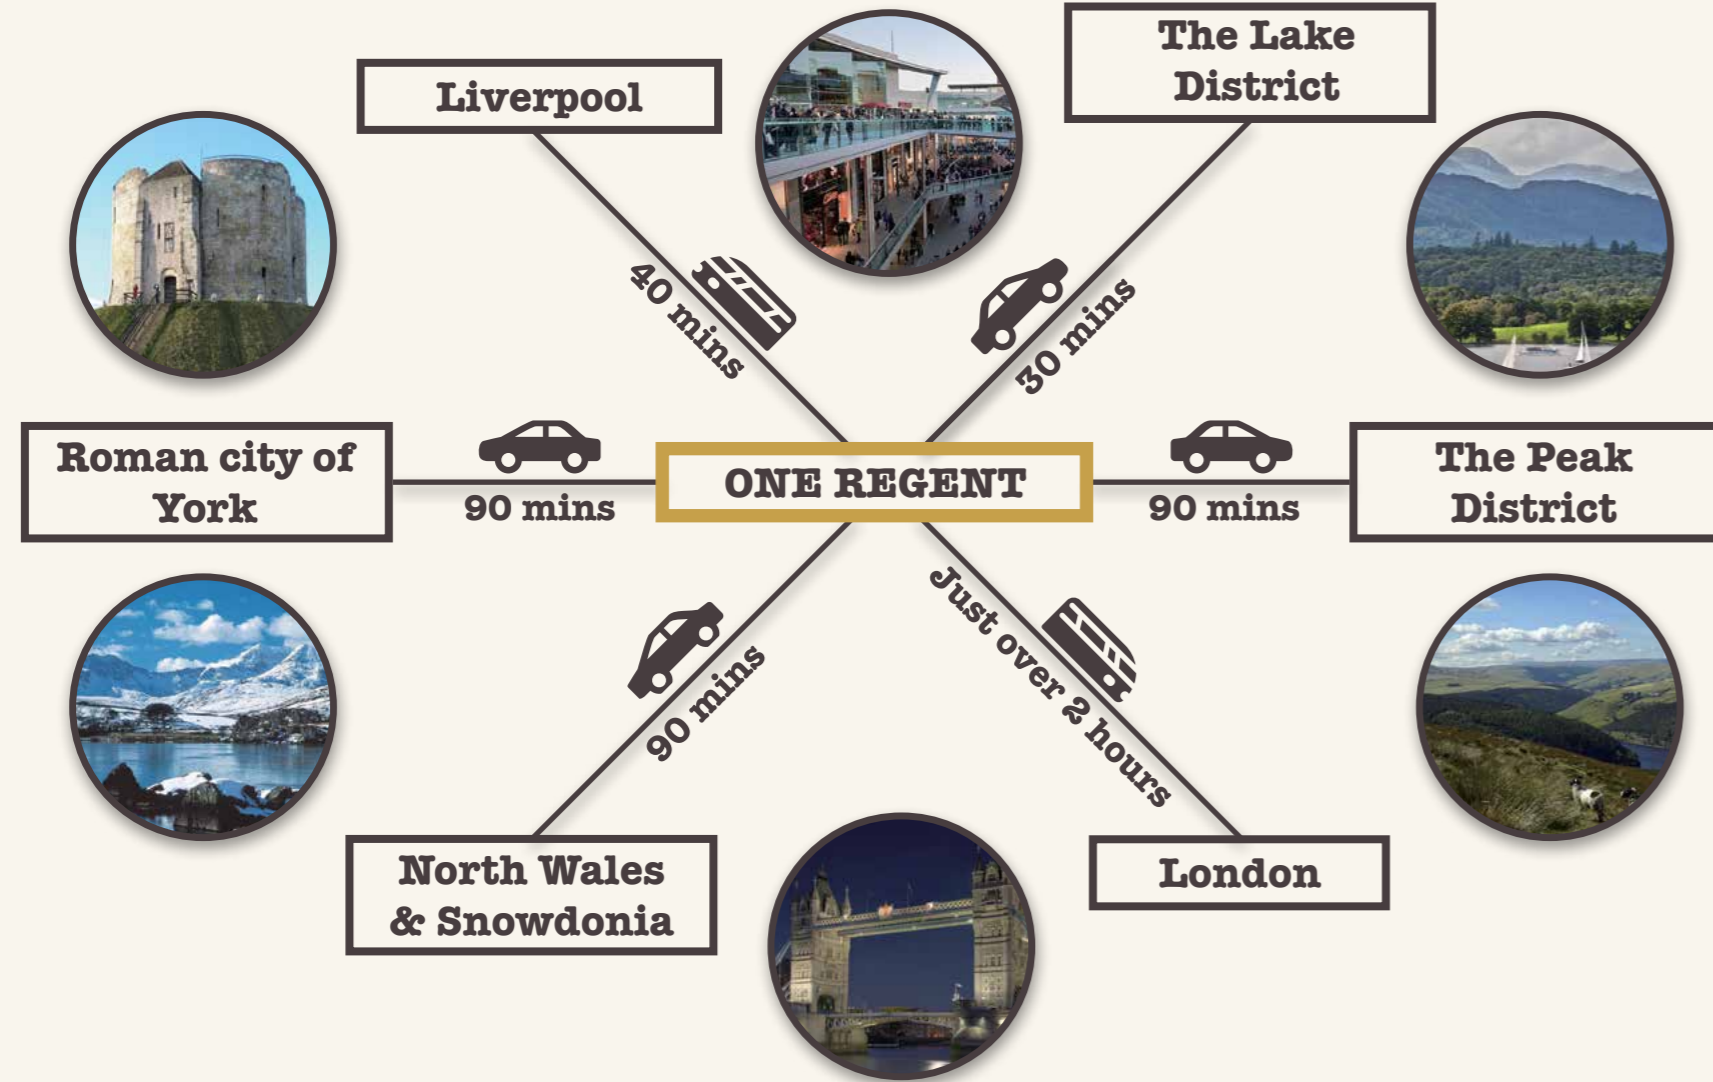 Liverpool
The Lake
District
40 mins
30 mins
Roman city of
York
90 mins
ONE REGENT
90 mins
The Peak
District
90 mins
Just over 2 hours
North Wales
& Snowdonia
London